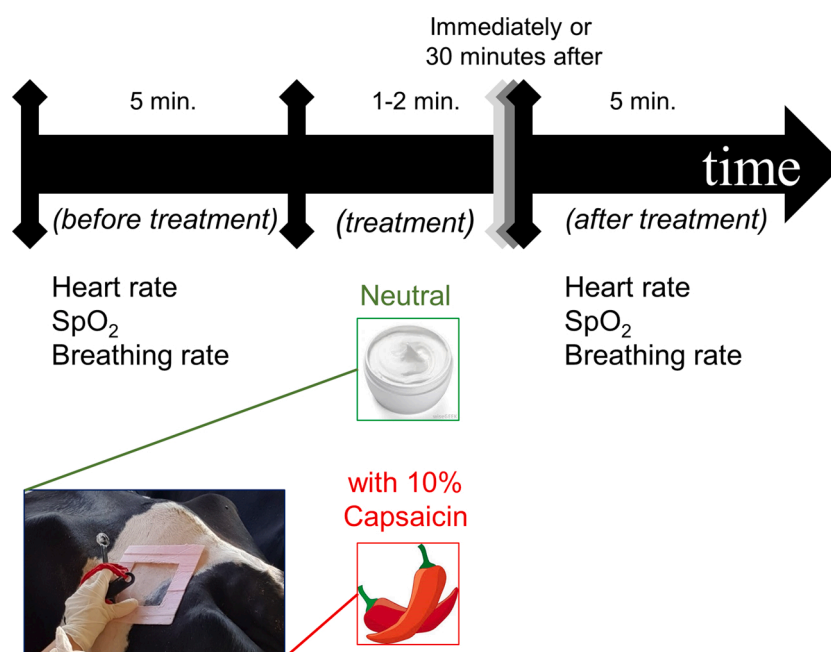 Immediately or
30 minutes after
5 min.
1-2 min.
5 min.
time
(before treatment)
(treatment)
(after treatment)
Heart rate
SpO₂
Breathing rate
Neutral
Heart rate
SpO₂
Breathing rate
with 10%
Capsaicin